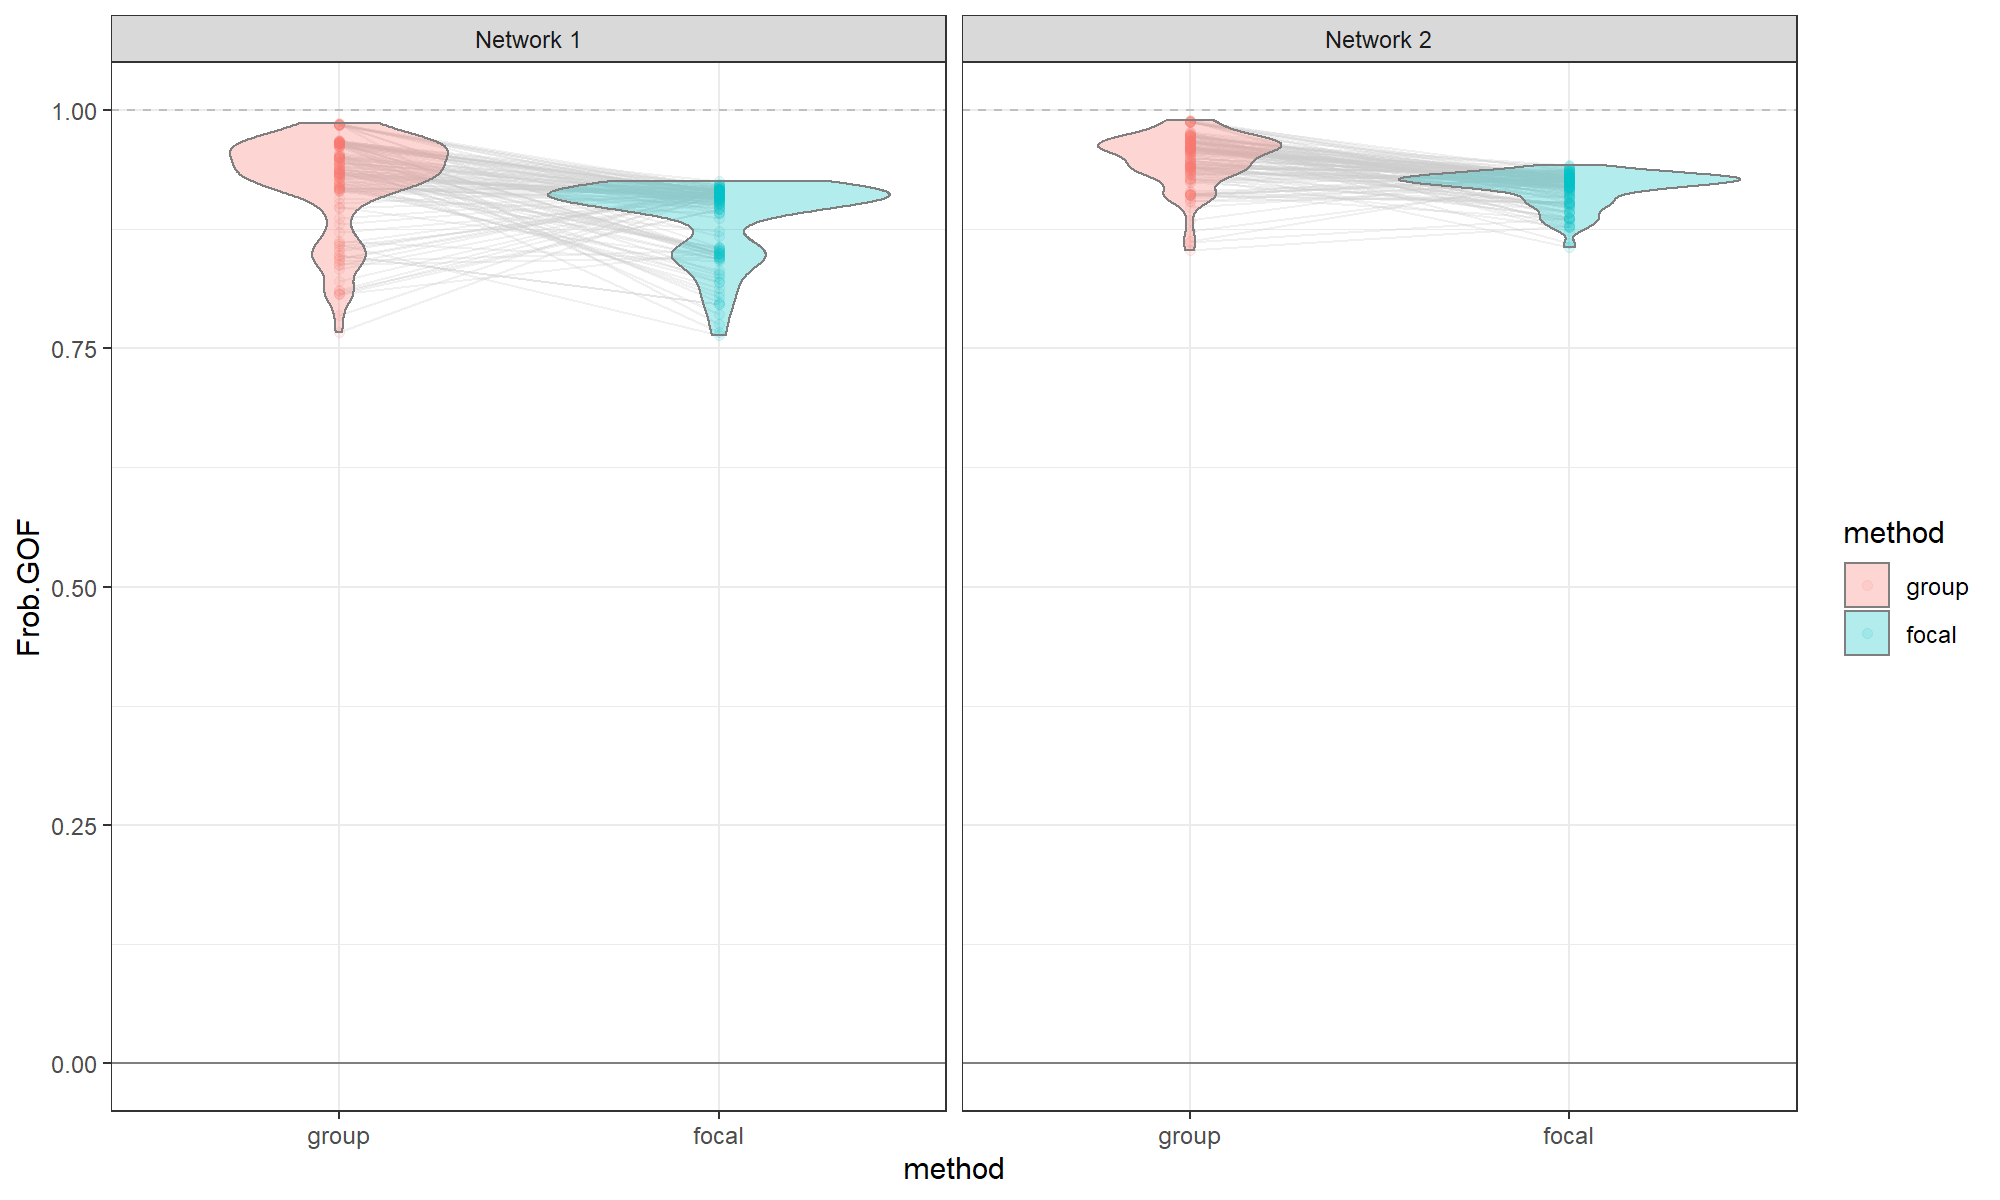 Network 1
Network 2
1.00
0.75
0.50
0.25
0.00
Frob.GOF
group
focal
group
focal
method
method
group
focal